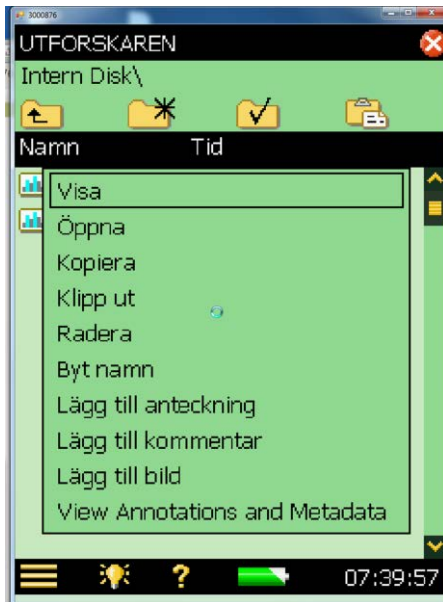 3000876
UTFORSKAREN
Intern Disk\
Namn Tid
Visa
Öppna
Kopiera
Klipp ut
Radera
Byt namn
Lägg till anteckning
Lägg till kommentar
Lägg till bild
View Annotations and Metadata
? 07:39:57